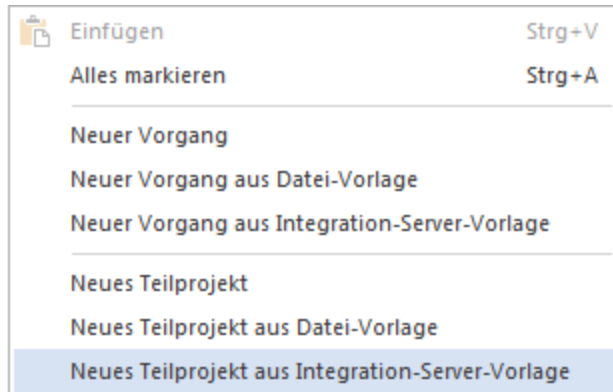 Einfügen Strg+V
Alles markieren Strg+A
Neuer Vorgang
Neuer Vorgang aus Datei-Vorlage
Neuer Vorgang aus Integration-Server-Vorlage
Neues Teilprojekt
Neues Teilprojekt aus Datei-Vorlage
Neues Teilprojekt aus Integration-Server-Vorlage